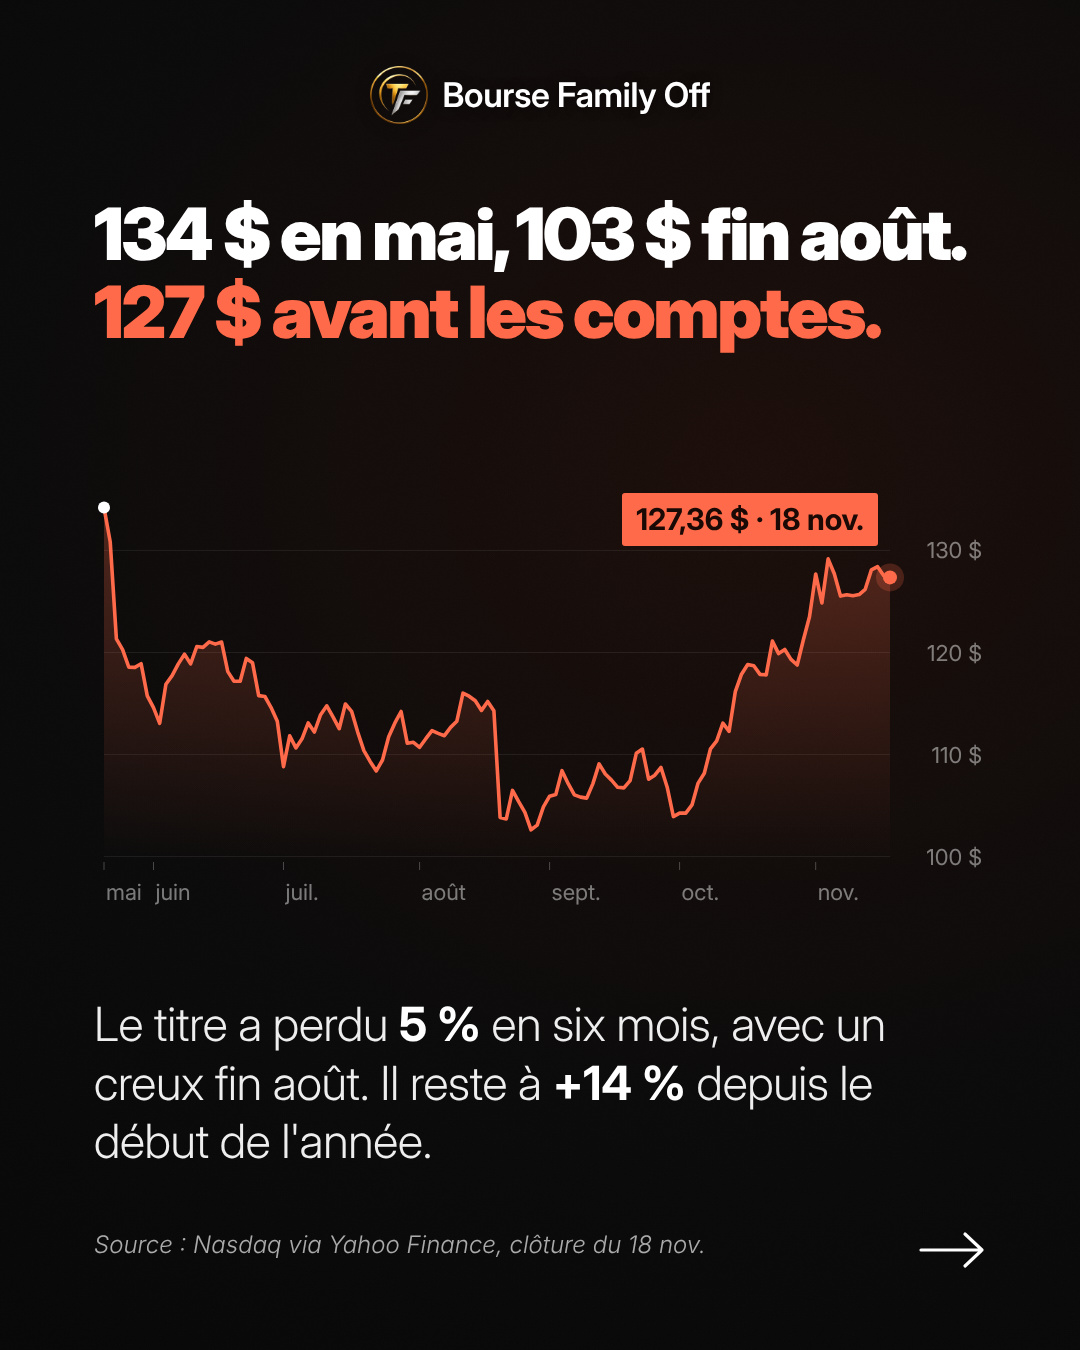 TF Bourse Family Off
134 $ en mai, 103 $ fin août.
127 $ avant les comptes.
127,36 $ · 18 nov.
130 $
120 $
110 $
100 $
mai juin juil. août sept. oct. nov.
Le titre a perdu 5 % en six mois, avec un
creux fin août. Il reste à +14 % depuis le
début de l'année.
Source : Nasdaq via Yahoo Finance, clôture du 18 nov.